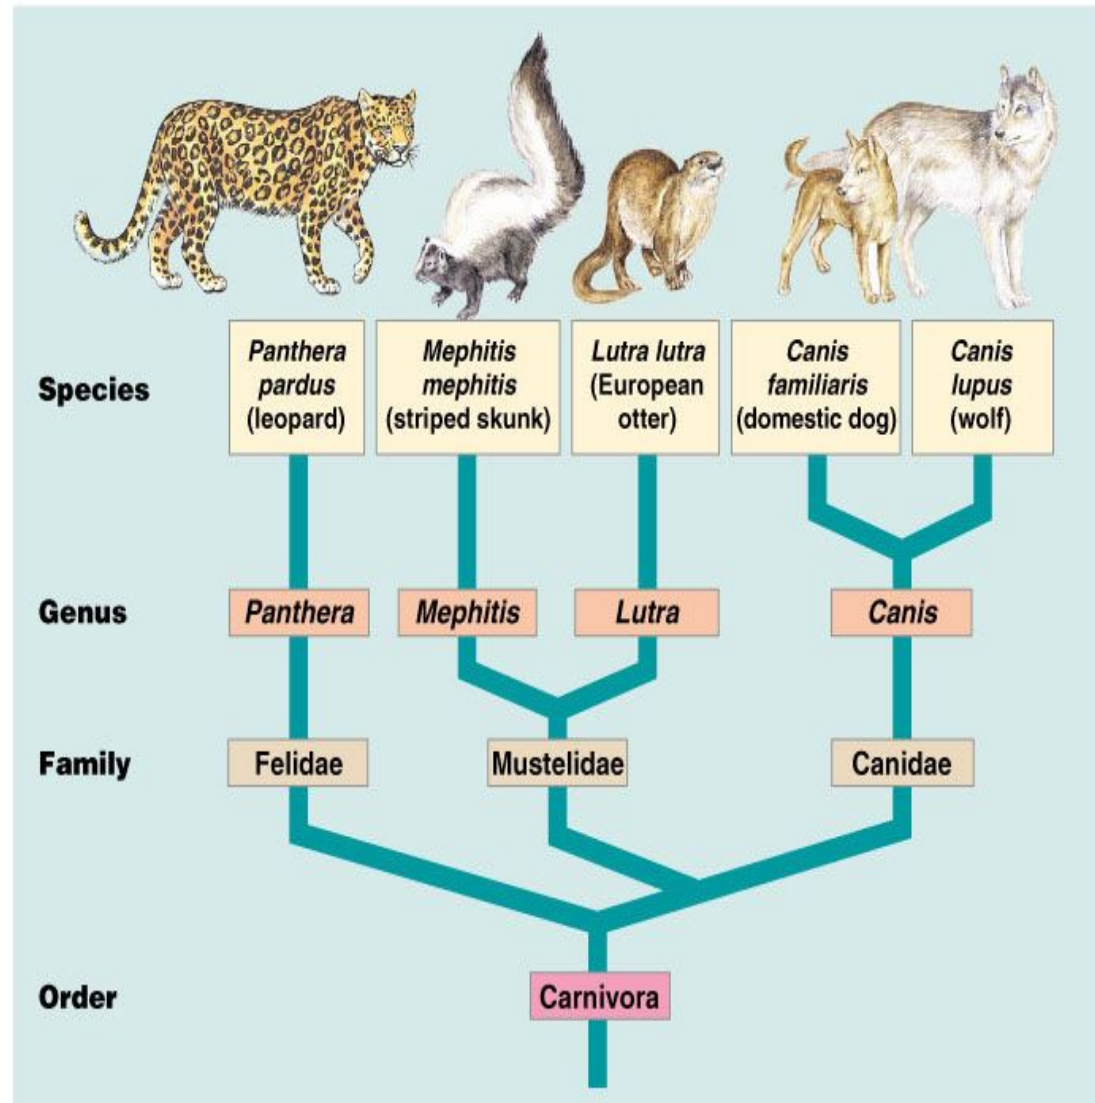 Species
Panthera
pardus
(leopard)
Mephitis
mephitis
(striped skunk)
Lutra lutra
(European
otter)
Canis
familiaris
(domestic dog)
Canis
lupus
(wolf)
Genus
Panthera
Mephitis
Lutra
Canis
Family
Felidae
Mustelidae
Canidae
Order
Carnivora